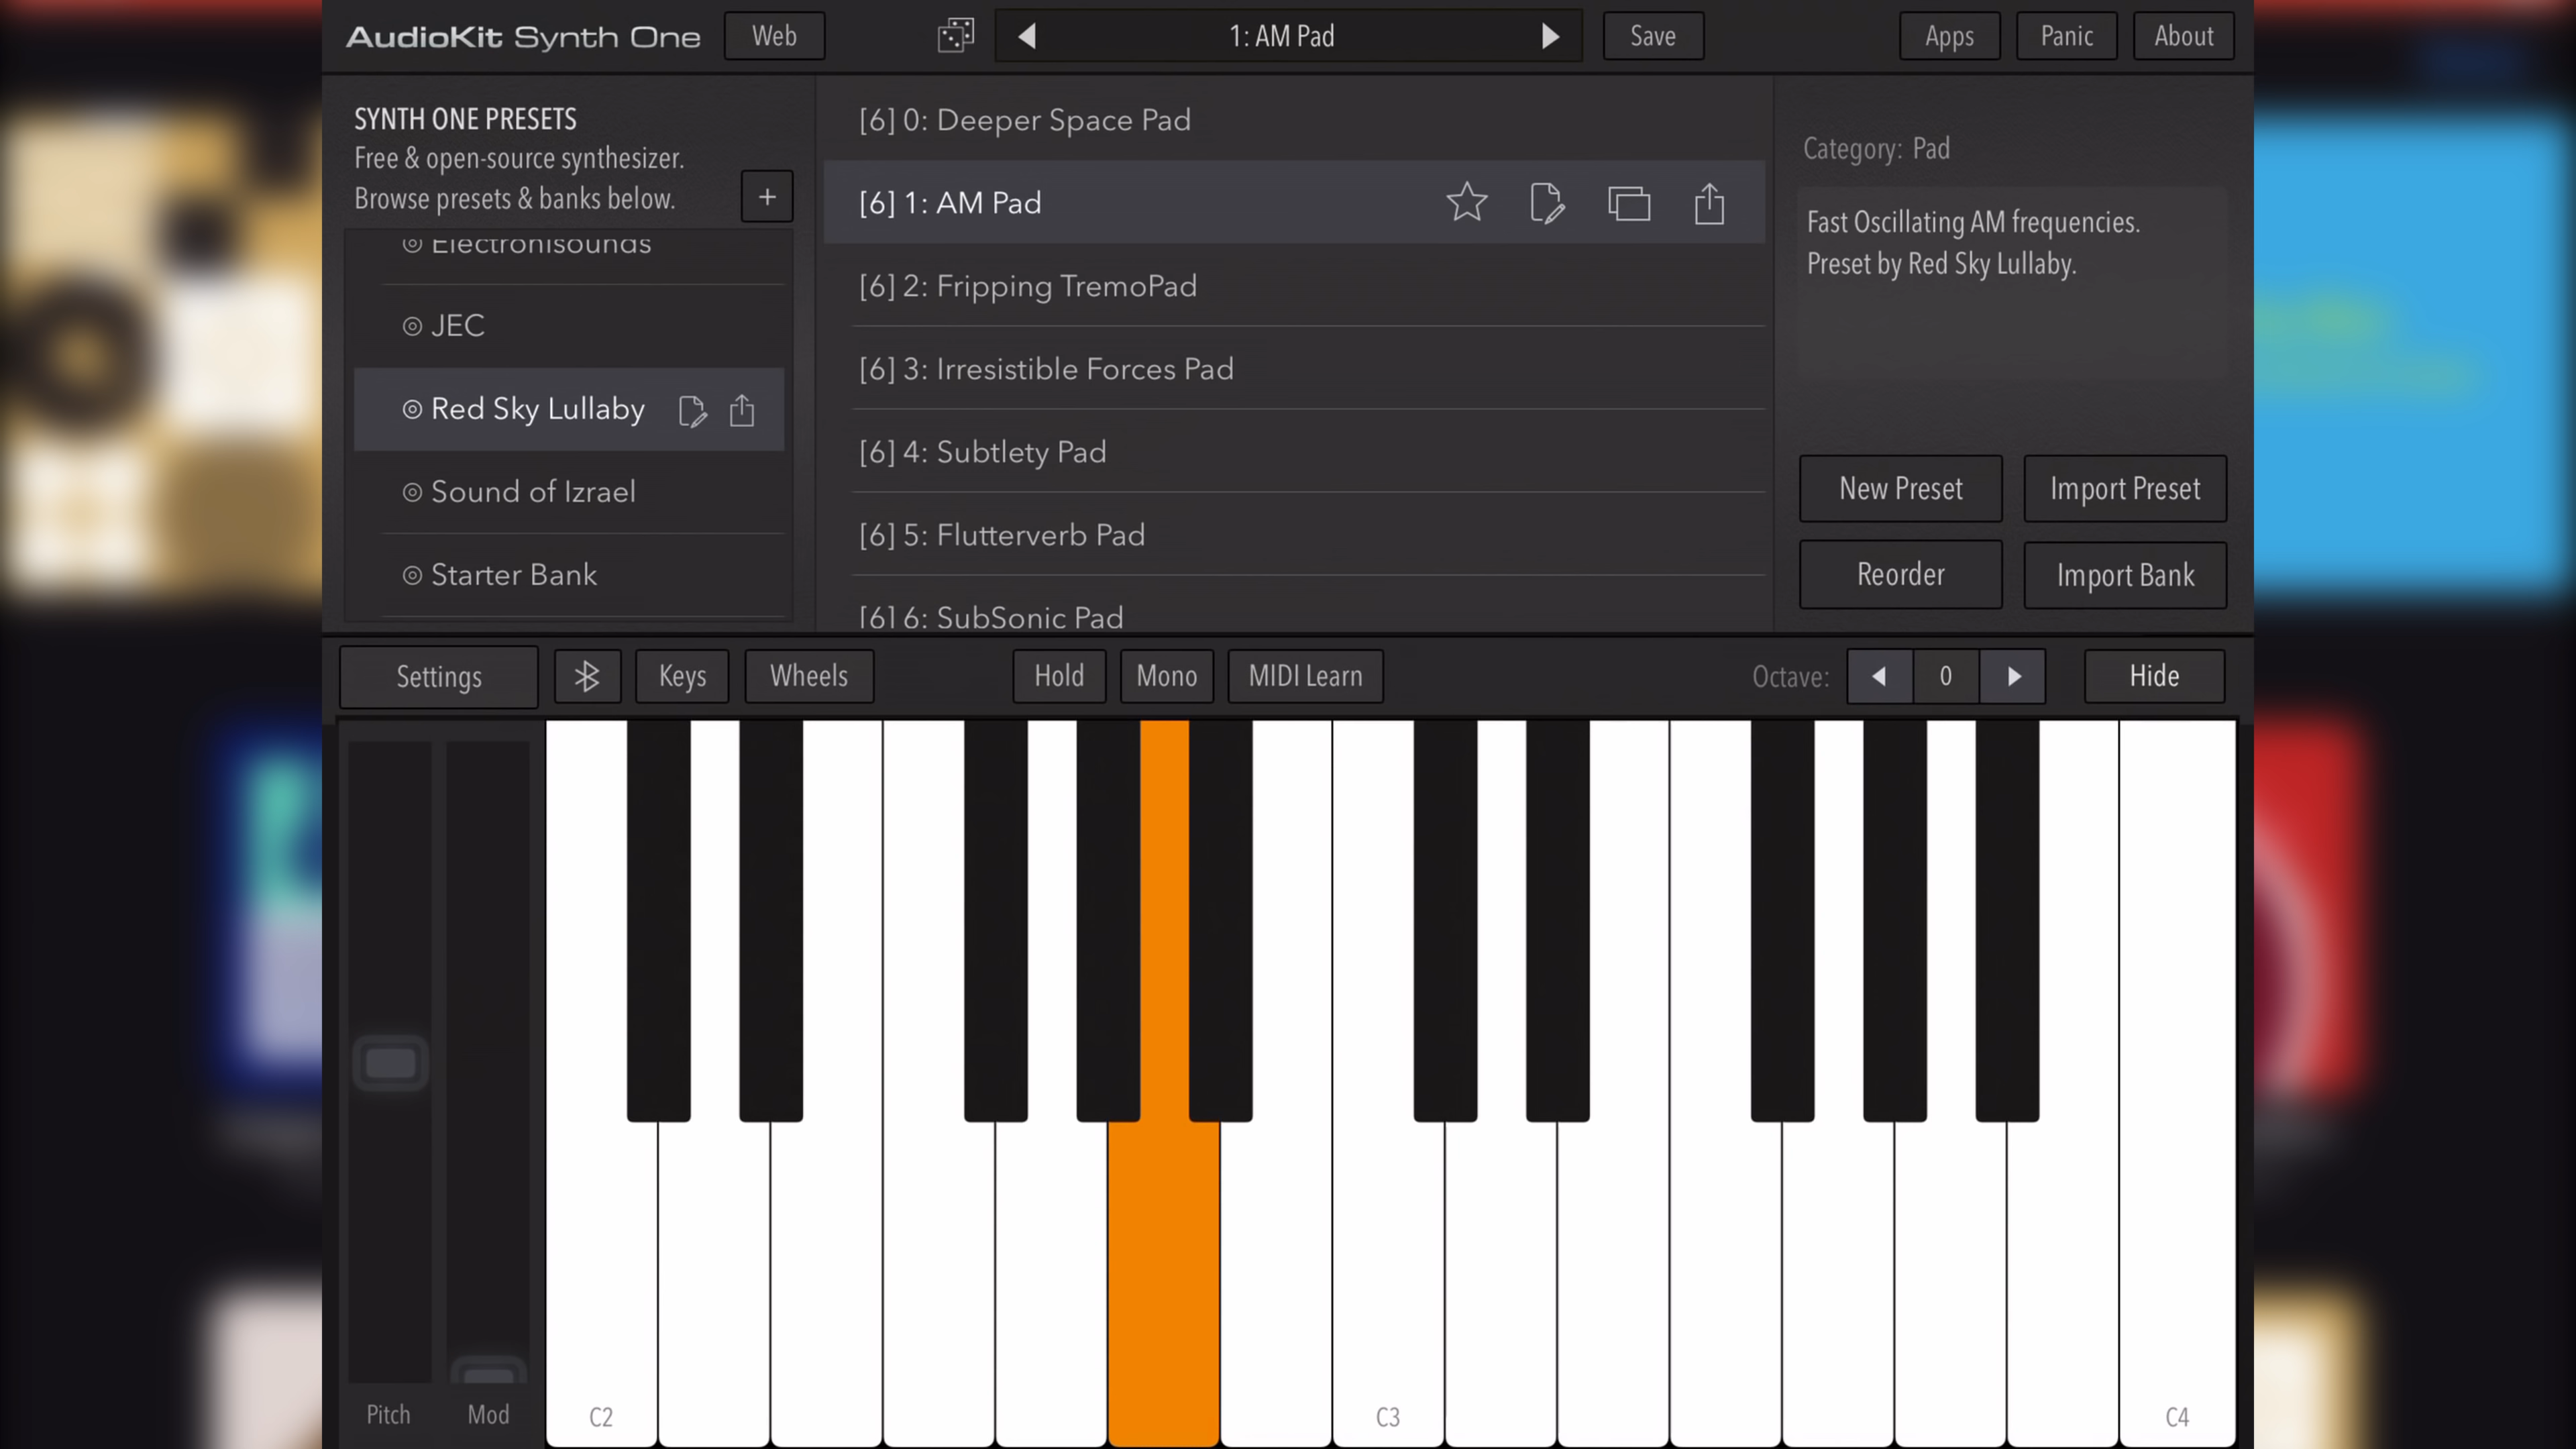 AudioKit Synth One
Web
1: AM Pad
Save
Apps
Panic
About
SYNTH ONE PRESETS
Free & open-source synthesizer.
Browse presets & banks below.
+
Electronisounds
JEC
Red Sky Lullaby
Sound of Izrael
Starter Bank
[6] 0: Deeper Space Pad
[6] 1: AM Pad
[6] 2: Fripping TremoPad
[6] 3: Irresistible Forces Pad
[6] 4: Subtlety Pad
[6] 5: Flutterverb Pad
[6] 6: SubSonic Pad
Category: Pad
Fast Oscillating AM frequencies.
Preset by Red Sky Lullaby.
New Preset
Import Preset
Reorder
Import Bank
Settings
Keys
Wheels
Hold
Mono
MIDI Learn
Octave:
0
Hide
Pitch
Mod
C2
C3
C4